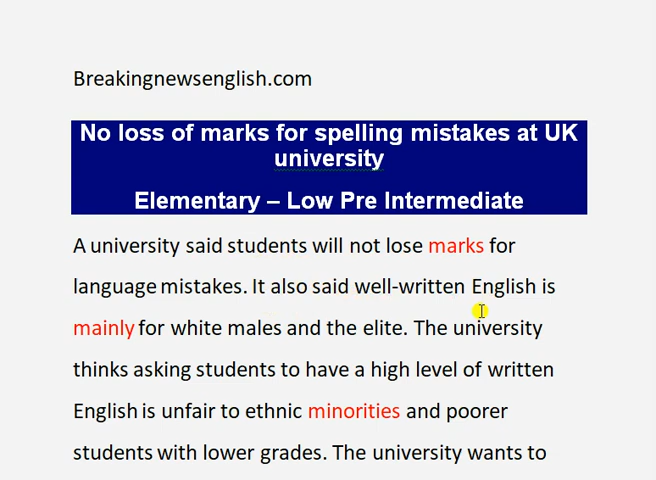 Breakingnewsenglish.com
No loss of marks for spelling mistakes at UK
university
Elementary – Low Pre Intermediate
A university said students will not lose marks for
language mistakes. It also said well-written English is
mainly for white males and the elite. The university
thinks asking students to have a high level of written
English is unfair to ethnic minorities and poorer
students with lower grades. The university wants to